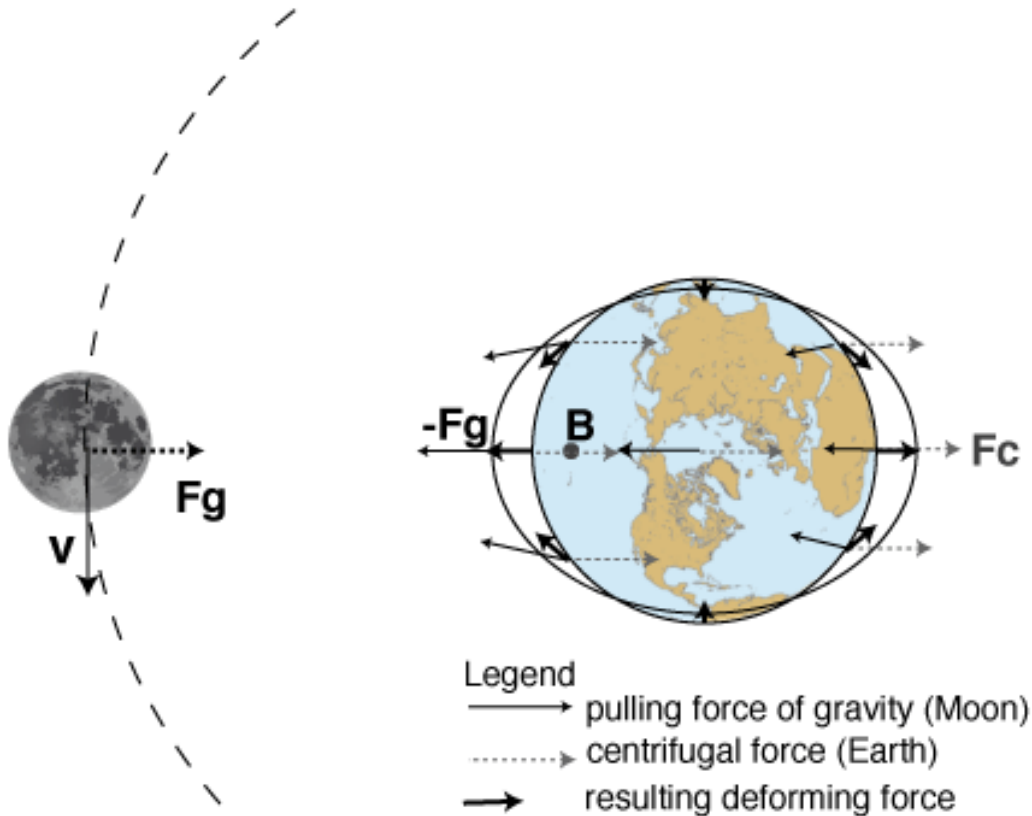 -Fg
B
Fc
Fg
v
Legend
pulling force of gravity (Moon)
centrifugal force (Earth)
resulting deforming force